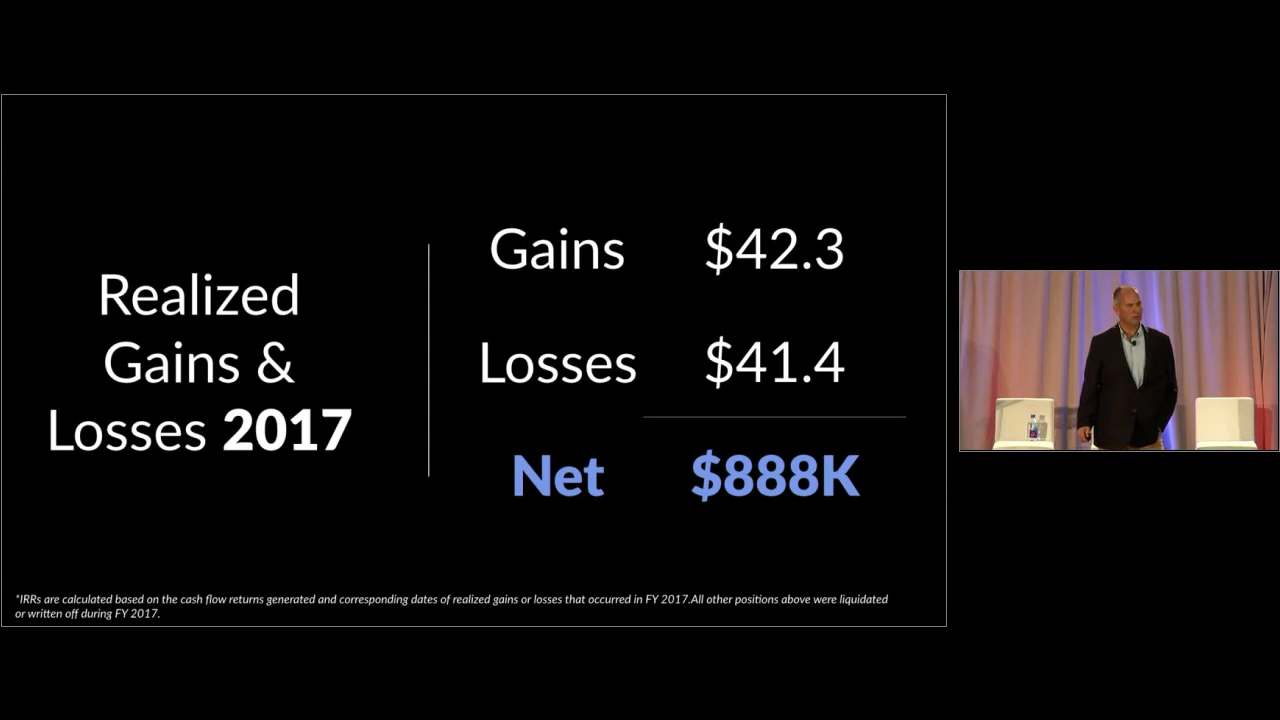 Realized
Gains &
Losses 2017
Gains $42.3
Losses $41.4
Net $888K
*IRRs are calculated based on the cash flow returns generated and corresponding dates of realized gains or losses that occurred in FY 2017.All other positions above were liquidated
or written off during FY 2017.